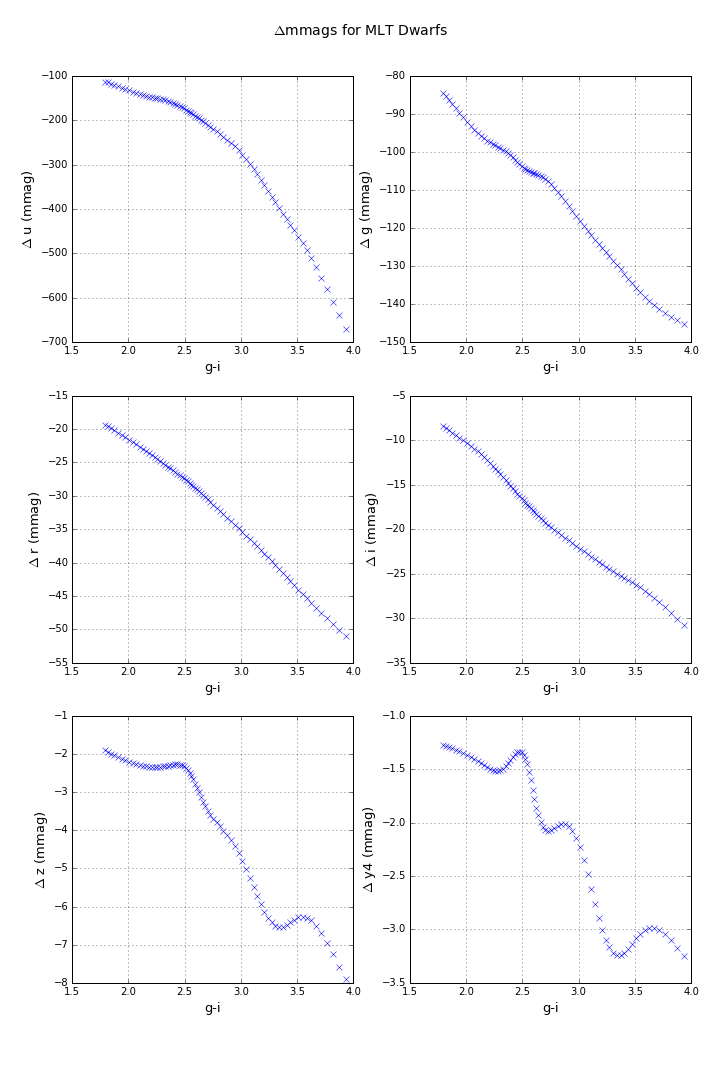 Δmmags for MLT Dwarfs
−100
−200
−300
−400
−500
−600
−700
Δ u (mmag)
1.5 2.0 2.5 3.0 3.5 4.0
g-i
−80
−90
−100
−110
−120
−130
−140
−150
Δ g (mmag)
1.5 2.0 2.5 3.0 3.5 4.0
g-i
−15
−20
−25
−30
−35
−40
−45
−50
−55
Δ r (mmag)
1.5 2.0 2.5 3.0 3.5 4.0
g-i
−5
−10
−15
−20
−25
−30
−35
Δ i (mmag)
1.5 2.0 2.5 3.0 3.5 4.0
g-i
−1
−2
−3
−4
−5
−6
−7
−8
Δ z (mmag)
1.5 2.0 2.5 3.0 3.5 4.0
g-i
−1.0
−1.5
−2.0
−2.5
−3.0
−3.5
Δ y4 (mmag)
1.5 2.0 2.5 3.0 3.5 4.0
g-i